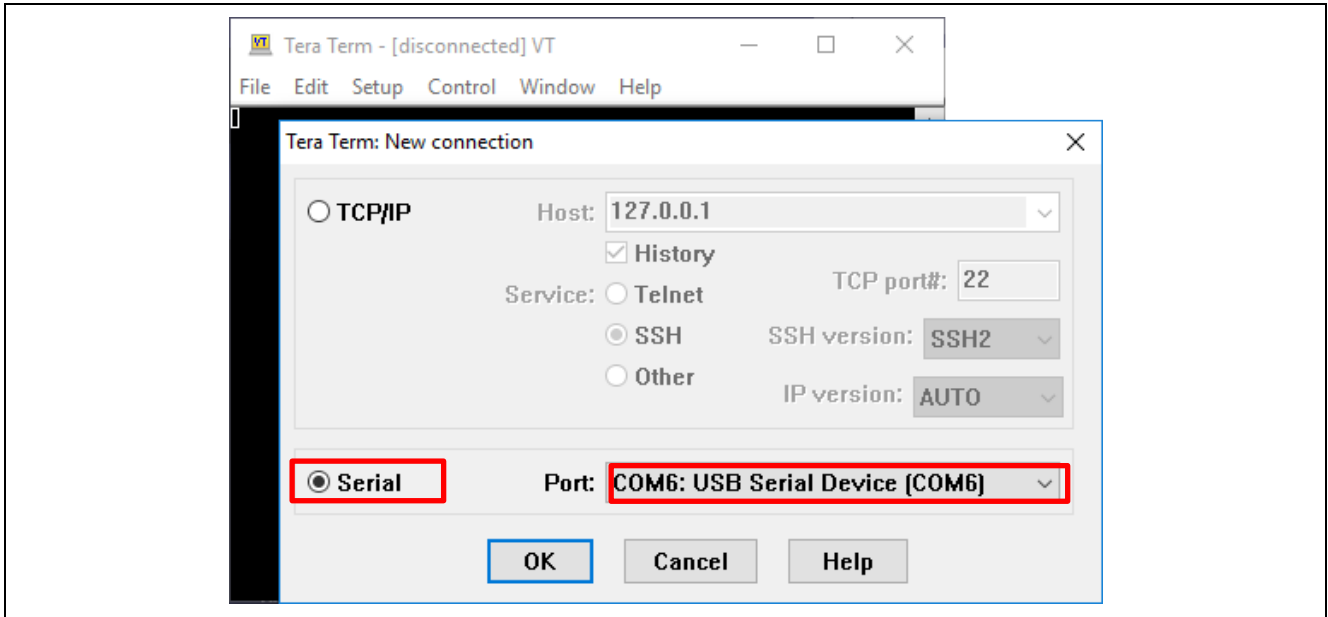 VT Tera Term - [disconnected] VT
File Edit Setup Control Window Help
Tera Term: New connection
TCP/IP Host: 127.0.0.1
History
Service: Telnet TCP port#: 22
SSH SSH version: SSH2
Other IP version: AUTO
Serial Port: COM6: USB Serial Device (COM6)
OK Cancel Help